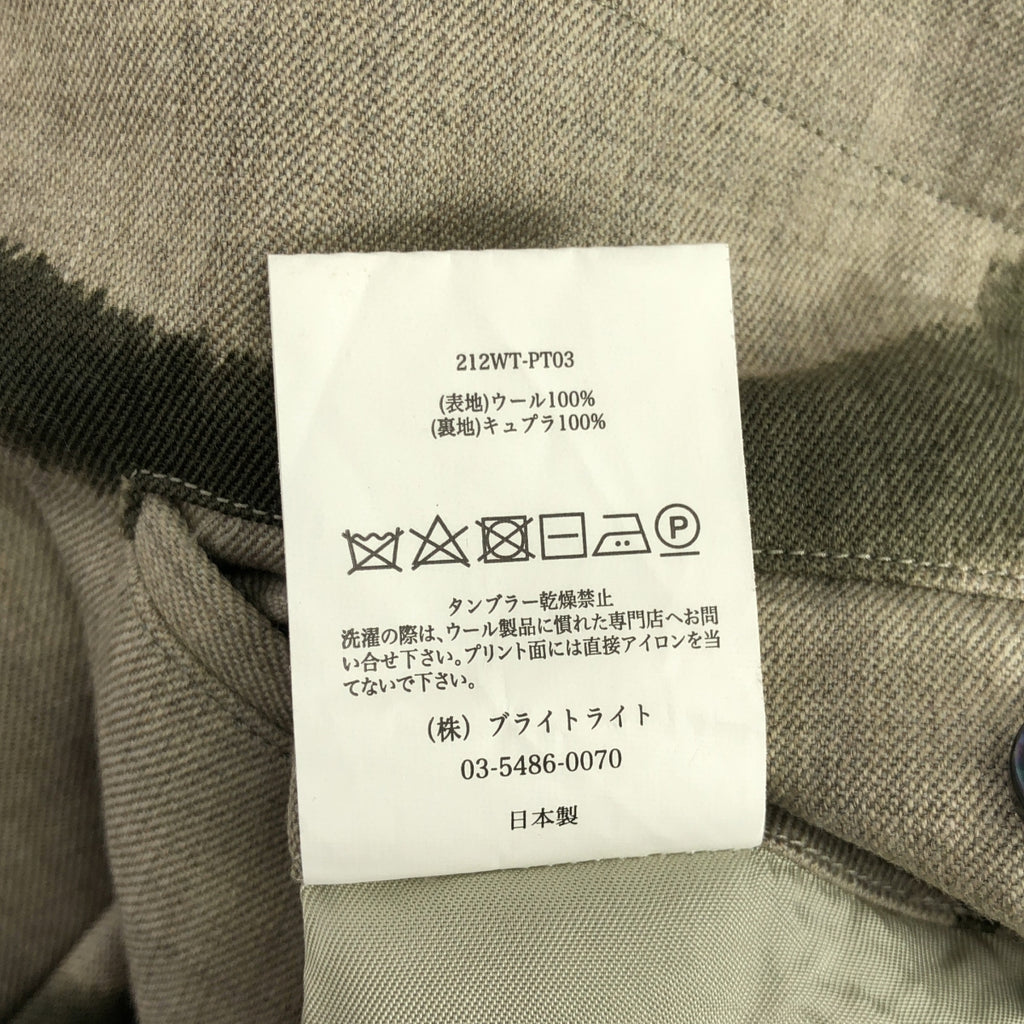 212WT-PT03
(表地)ウール100%
(裏地)キュプラ100%
P
タンブラー乾燥禁止
洗濯の際は、ウール製品に慣れた専門店へお問
い合せ下さい。プリント面には直接アイロンを当
てないで下さい。
(株) ブライトライト
03-5486-0070
日本製